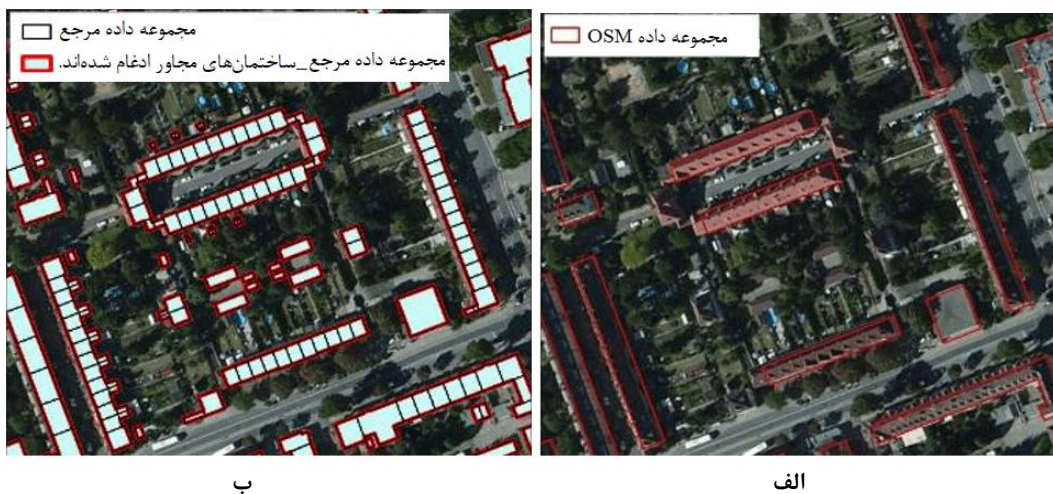 مجموعه داده مرجع
مجموعه داده مرجع_ساختمان‌های مجاور ادغام شده‌اند.
مجموعه داده OSM
ب
الف